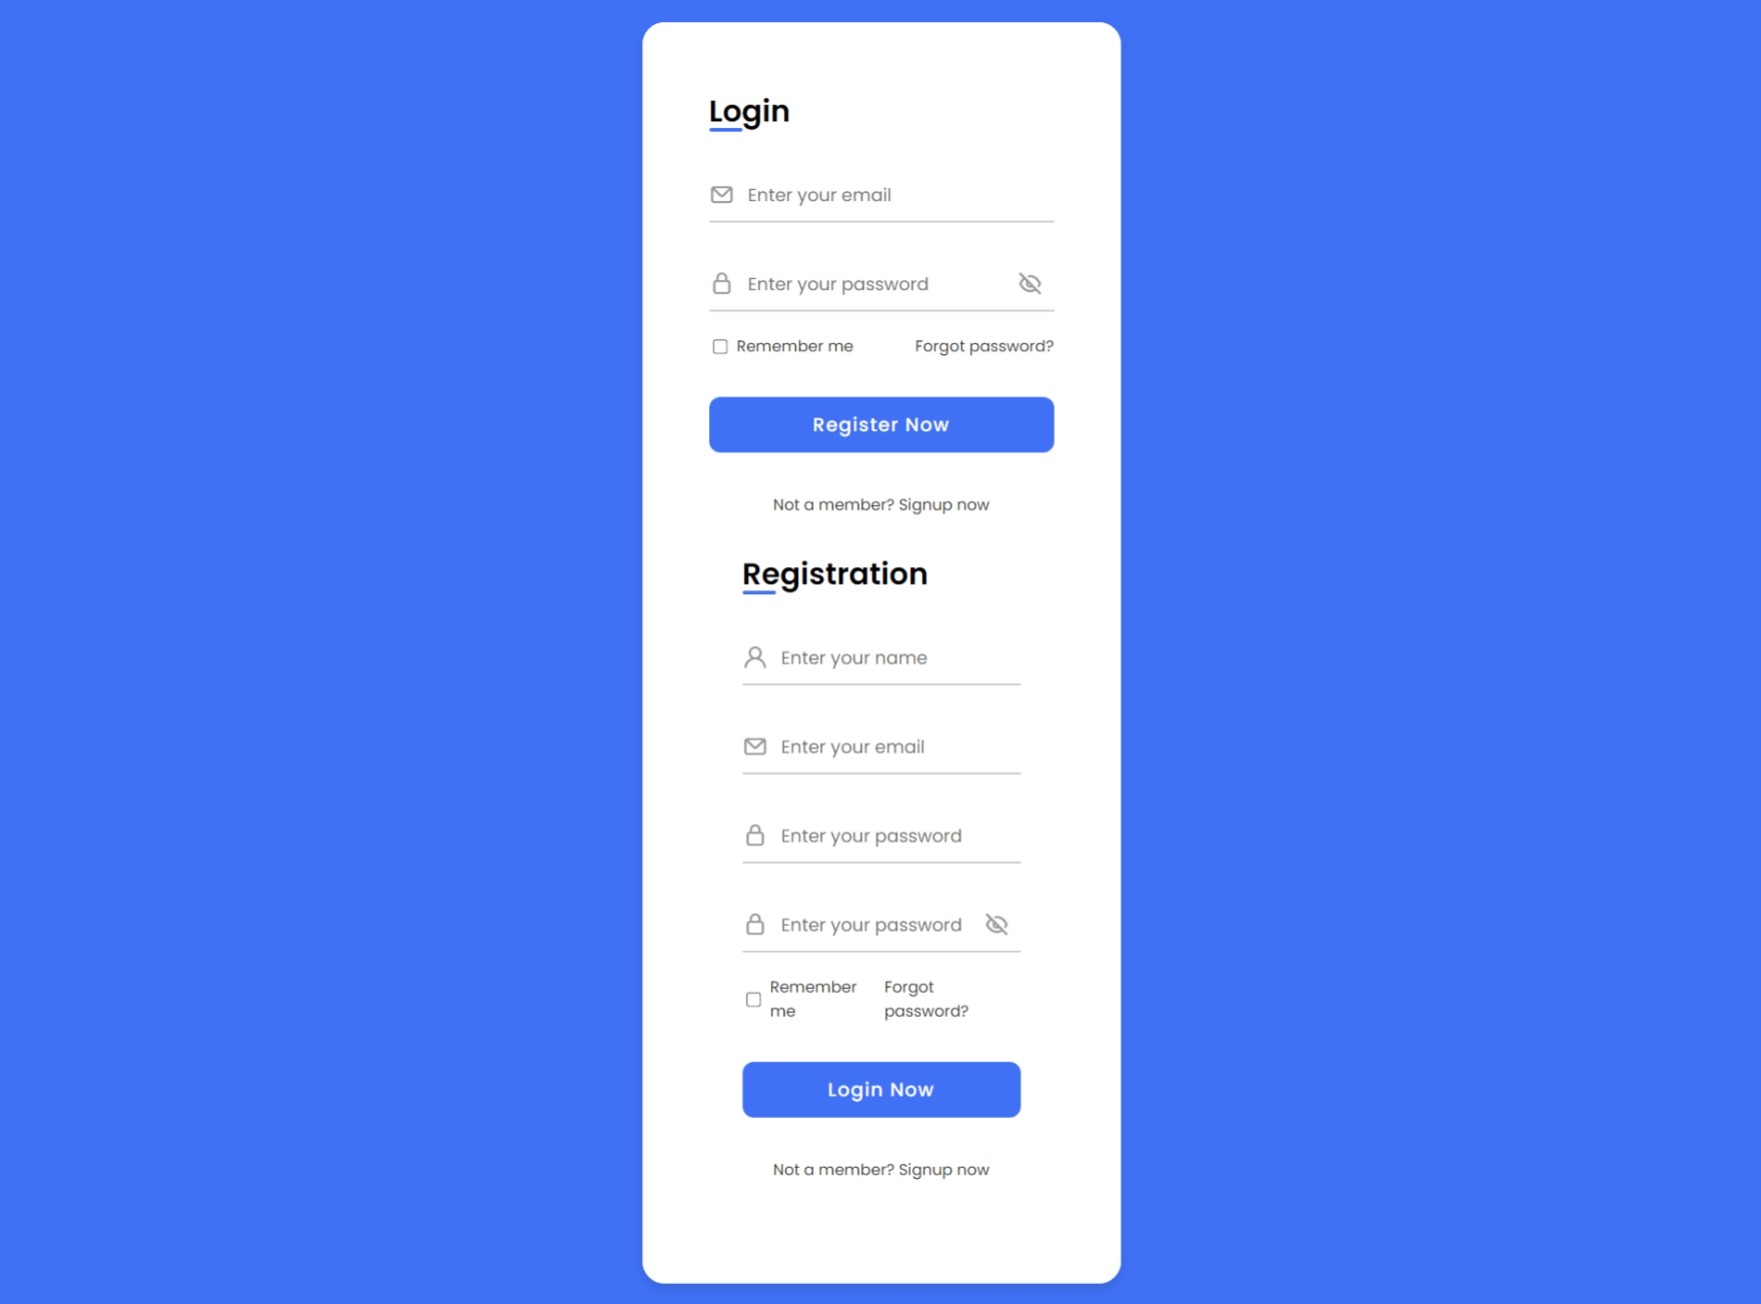 Login
Enter your email
Enter your password
Remember me Forgot password?
Register Now
Not a member? Signup now
Registration
Enter your name
Enter your email
Enter your password
Enter your password
Remember me
Forgot password?
Login Now
Not a member? Signup now